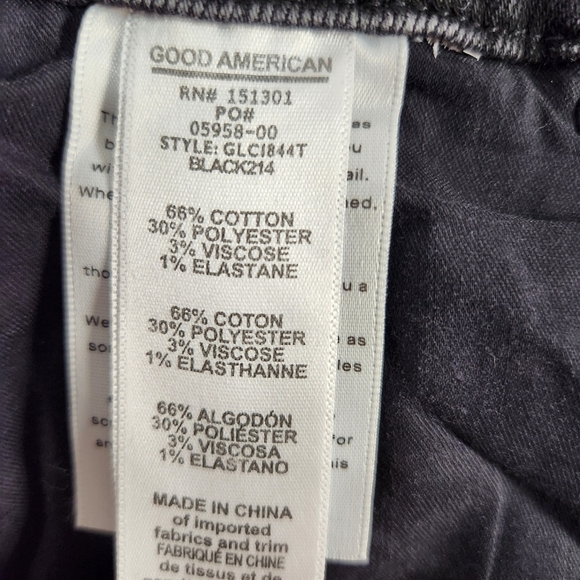 GOOD AMERICAN
RN# 151301
PO#
05958-00
STYLE: GLC1844T
BLACK214
66% COTTON
30% POLYESTER
3% VISCOSE
1% ELASTANE
66% COTON
30% POLYESTER
3% VISCOSE
1% ELASTHANNE
66% ALGODÓN
30% POLIÉSTER
3% VISCOSA
1% ELASTANO
MADE IN CHINA
of imported
fabrics and trim
FABRIQUÉ EN CHINE
de tissus et de